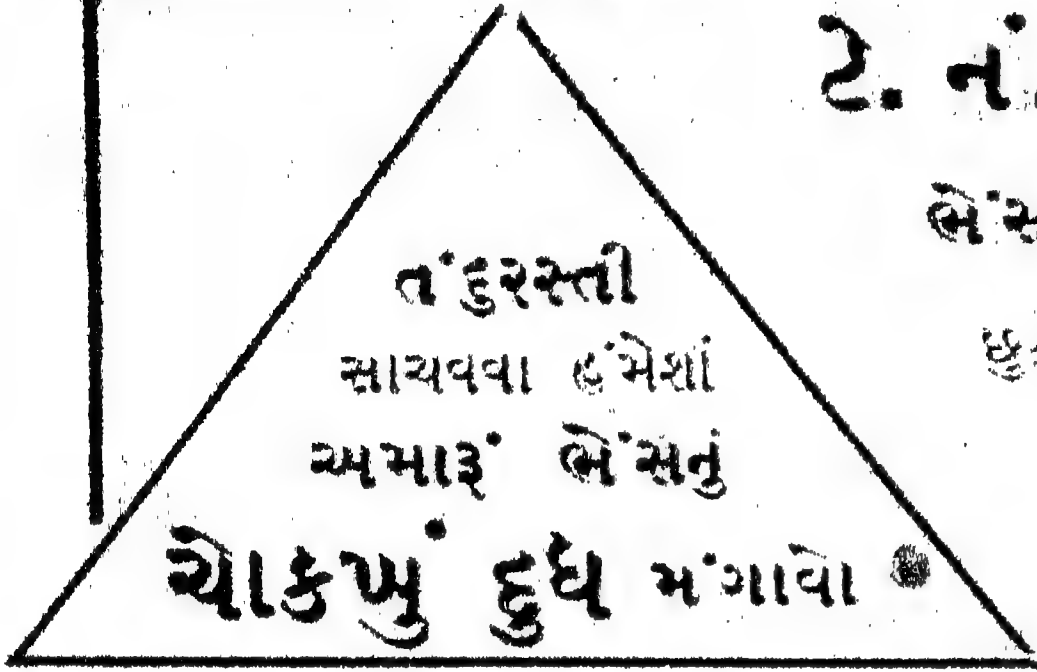 ટે. નં.
તંદુરસ્તી
સાચવવા હંમેશાં
અમારૂં ભેંસનું
ચોકખું દુધ મંગાવો